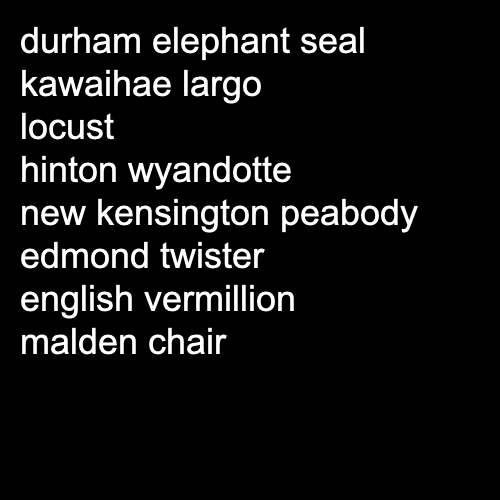 durham elephant seal
kawaihae largo
locust
hinton wyandotte
new kensington peabody
edmond twister
english vermillion
malden chair